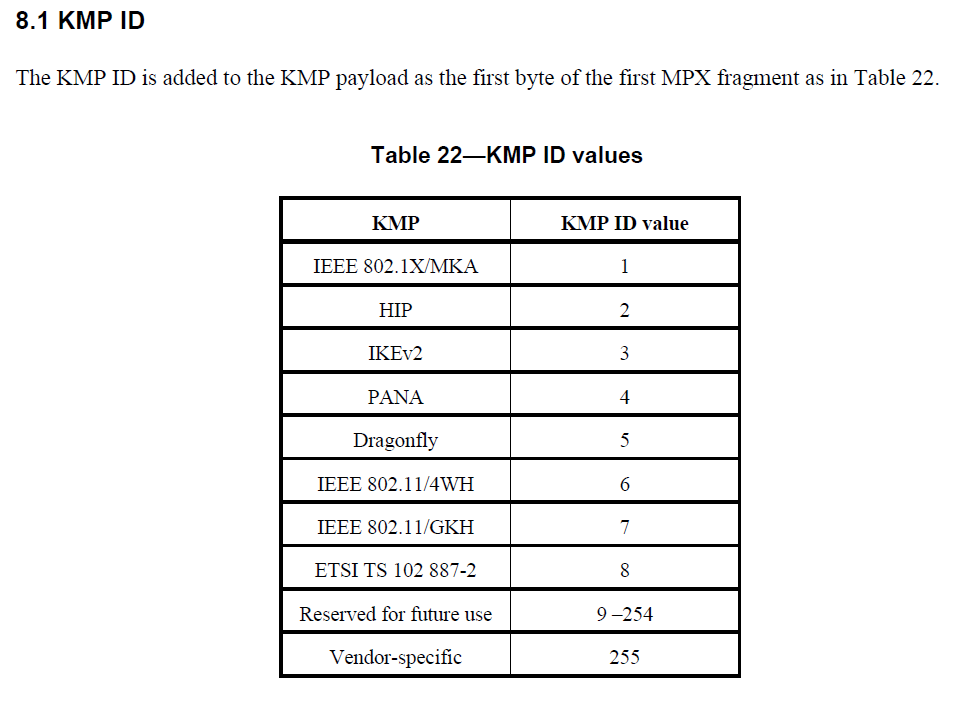 8.1 KMP ID
The KMP ID is added to the KMP payload as the first byte of the first MPX fragment as in Table 22.
Table 22—KMP ID values
KMP KMP ID value
IEEE 802.1X/MKA 1
HIP 2
IKEv2 3
PANA 4
Dragonfly 5
IEEE 802.11/4WH 6
IEEE 802.11/GKH 7
ETSI TS 102 887-2 8
Reserved for future use 9 –254
Vendor-specific 255